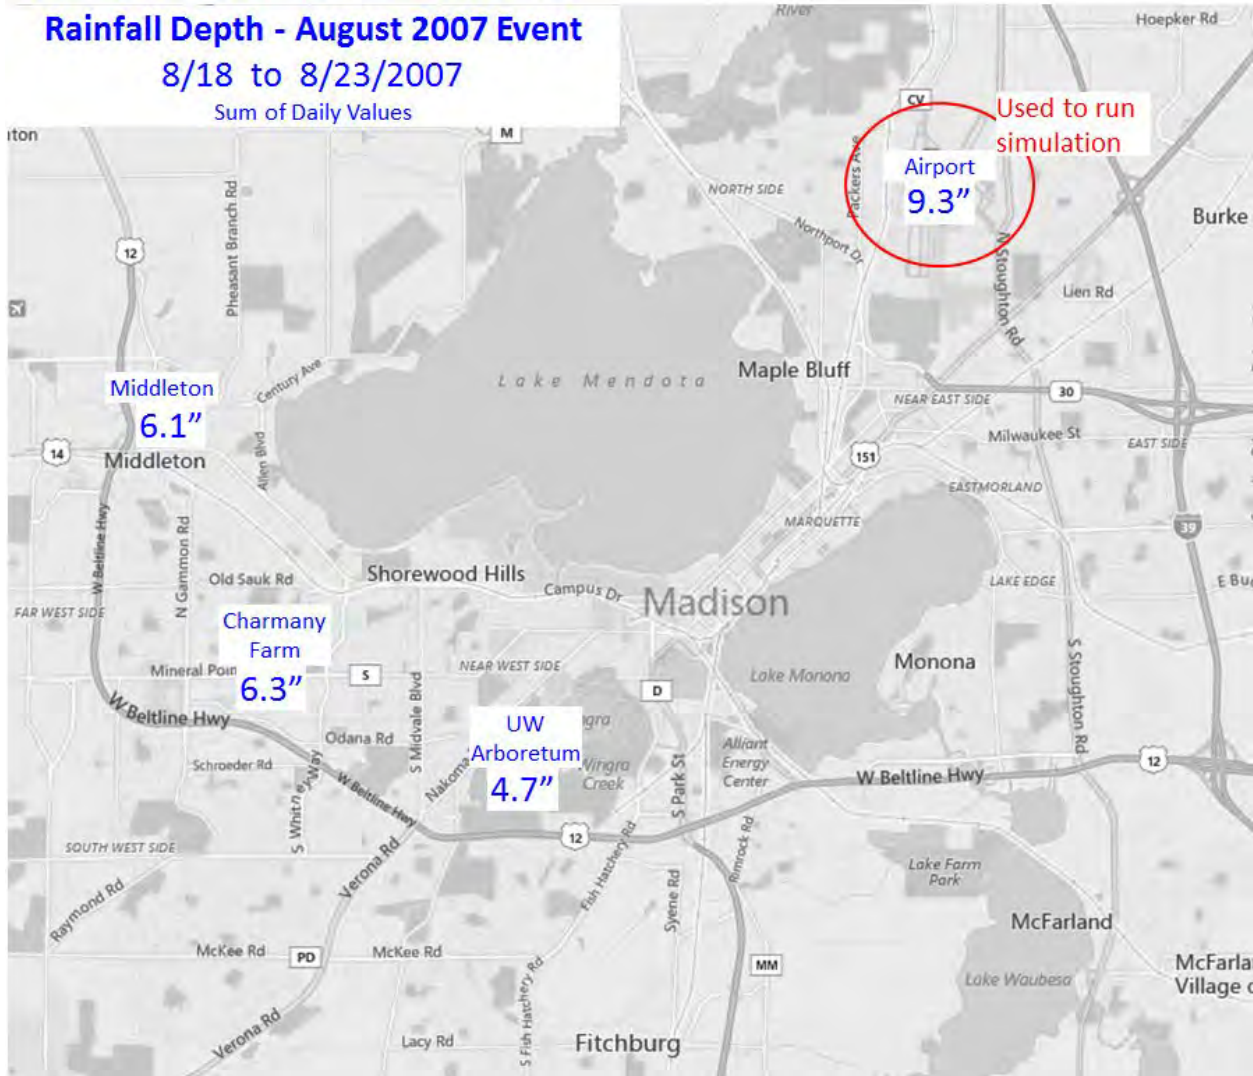 Rainfall Depth - August 2007 Event
8/18 to 8/23/2007
Sum of Daily Values
River
Hoepker Rd
CV
Used to run
simulation
M
Packers Ave
Airport
9.3”
NORTH SIDE
Pheasant Branch Rd
Northport Dr
Burke
12
N Stoughton Rd
Lien Rd
Century Ave
Lake Mendota
Maple Bluff
Middleton
6.1”
30
NEAR EAST SIDE
Allen Blvd
Milwaukee St
EAST SIDE
14
Middleton
151
EASTMORLAND
W Beltline Hwy
MARQUETTE
39
N Gammon Rd
Old Sauk Rd
Shorewood Hills
Campus Dr
LAKE EDGE
Madison
FAR WEST SIDE
Charmany
Farm
6.3”
Mineral Poin
S
NEAR WEST SIDE
Lake Monona
Monona
D
S Stoughton Rd
S Midvale Blvd
W Beltline Hwy
UW
Arboretum
4.7”
ngra
Wingra
Creek
Odana Rd
Alliant
Energy
Center
Schroeder Rd
S Whitney Way
W Beltline Hwy
Nakoma
S Park St
W Beltline Hwy
12
12
SOUTH WEST SIDE
Verona Rd
Fish Hatchery Rd
Rimrock Rd
Lake Farm
Park
Raymond Rd
Syene Rd
McFarland
McKee Rd
PD
McKee Rd
MM
S Fish Hatchery Rd
Lake Waubesa
McFarla
Village
Verona Rd
Lacy Rd
Fitchburg